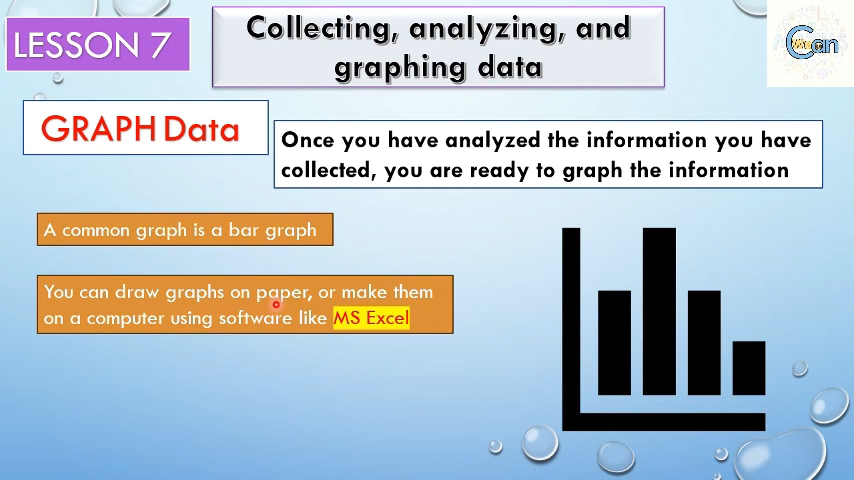 LESSON 7
Collecting, analyzing, and
graphing data
Can
GRAPH Data
Once you have analyzed the information you have
collected, you are ready to graph the information
A common graph is a bar graph
You can draw graphs on paper, or make them
on a computer using software like MS Excel